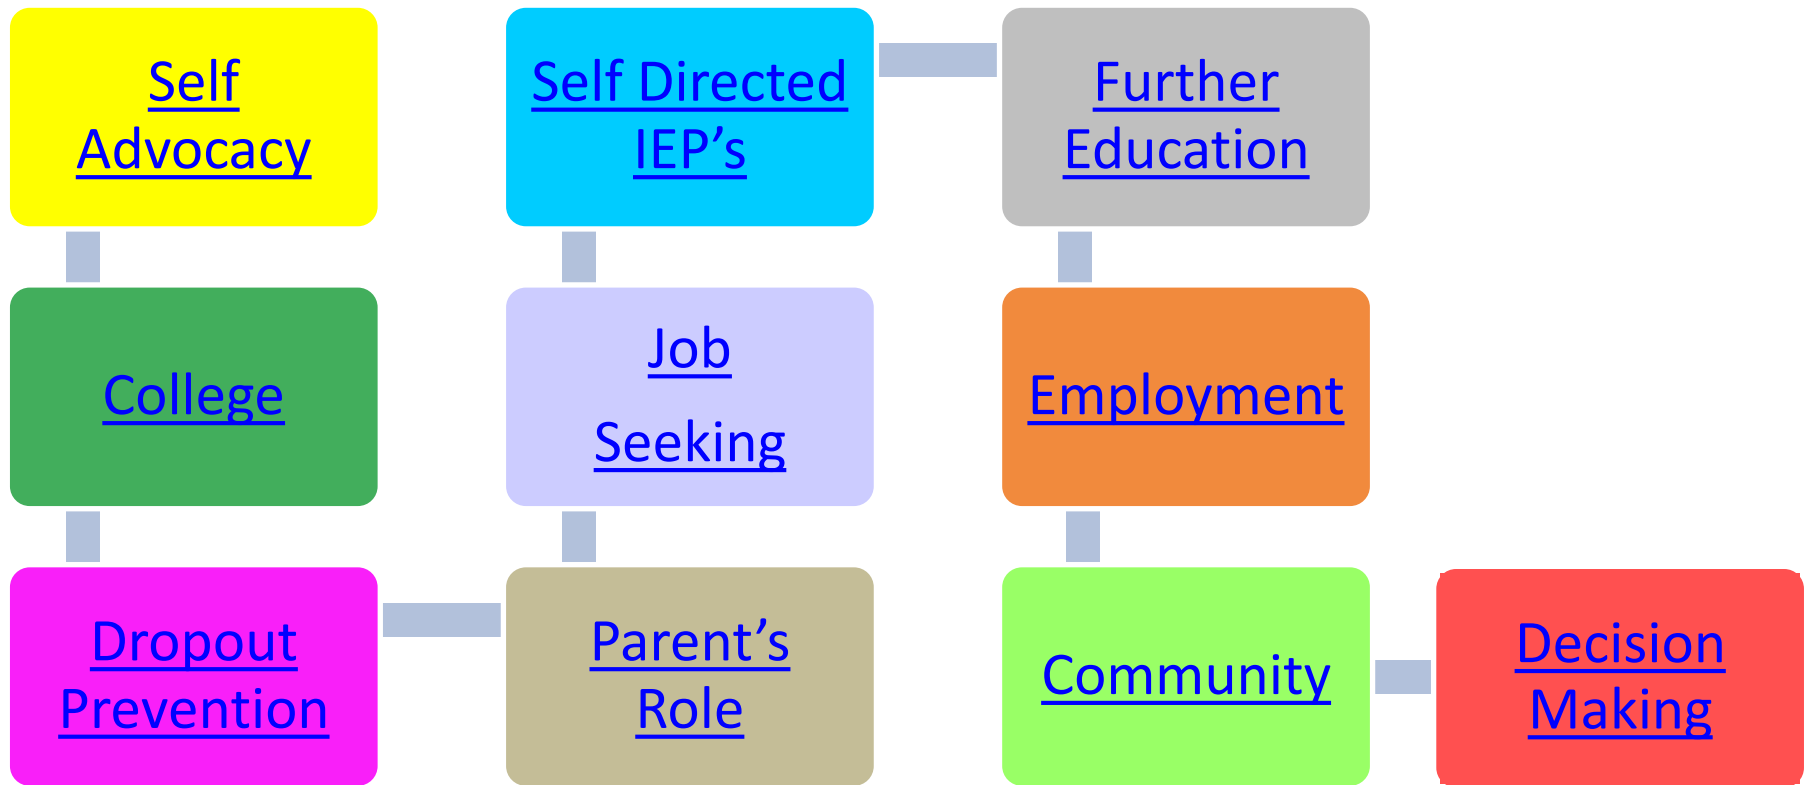 Self
Advocacy
College
Dropout
Prevention
Parent’s
Role
Job
Seeking
Self Directed
IEP’s
Further
Education
Employment
Community
Decision
Making